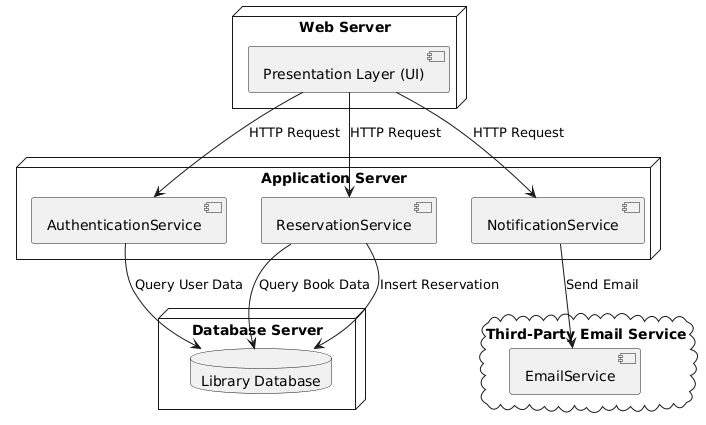 Web Server
Presentation Layer (UI)
HTTP Request
HTTP Request
HTTP Request
Application Server
AuthenticationService
ReservationService
NotificationService
Query User Data
Query Book Data
Insert Reservation
Send Email
Database Server
Library Database
Third-Party Email Service
EmailService